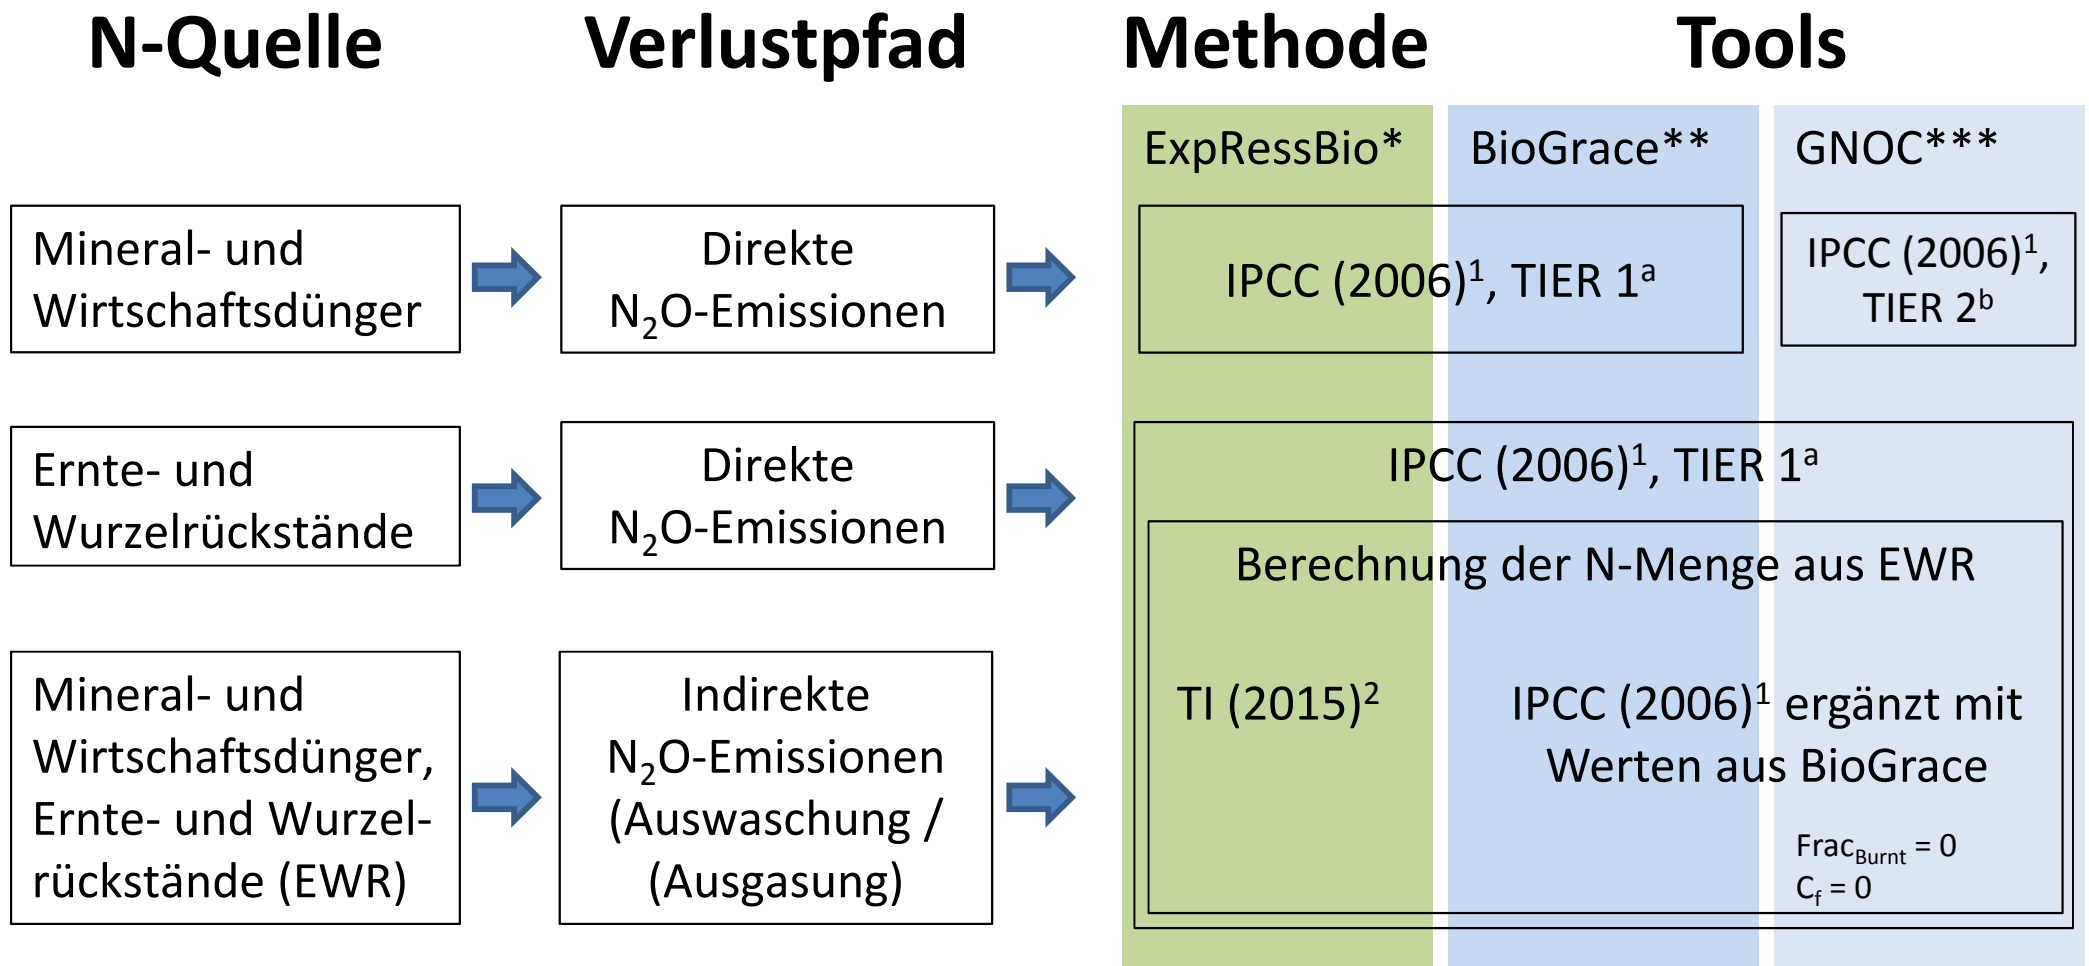 N-Quelle
Verlustpfad
Methode
Tools
ExpRessBio*
BioGrace**
GNOC***
Mineral- und
Wirtschaftsdünger
Direkte
N₂O-Emissionen
IPCC (2006)¹, TIER 1ᵃ
IPCC (2006)¹,
TIER 2ᵇ
Ernte- und
Wurzelrückstände
Direkte
N₂O-Emissionen
IPCC (2006)¹, TIER 1ᵃ
Berechnung der N-Menge aus EWR
Mineral- und
Wirtschaftsdünger,
Ernte- und Wurzel-
rückstände (EWR)
Indirekte
N₂O-Emissionen
(Auswaschung /
(Ausgasung)
TI (2015)²
IPCC (2006)¹ ergänzt mit
Werten aus BioGrace
Frac_Burnt = 0
C_f = 0